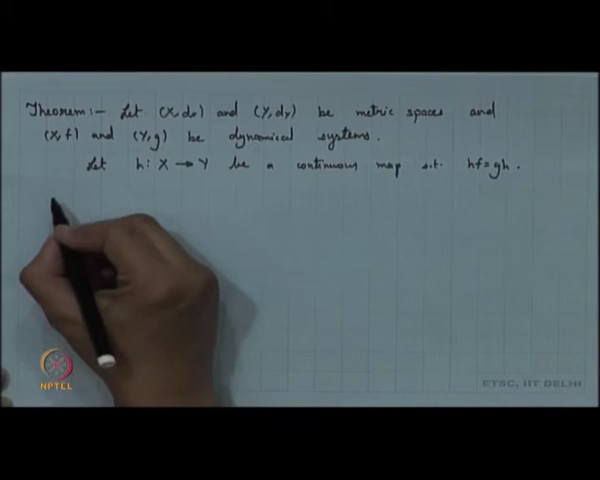 Theorem:- Let (X, dx) and (Y, dy) be metric spaces and
(X, f) and (Y, g) be dynamical systems.
Let h: X → Y be a continuous map s.t. hf = gh.
NPTEL
ETSC, IIT DELHI